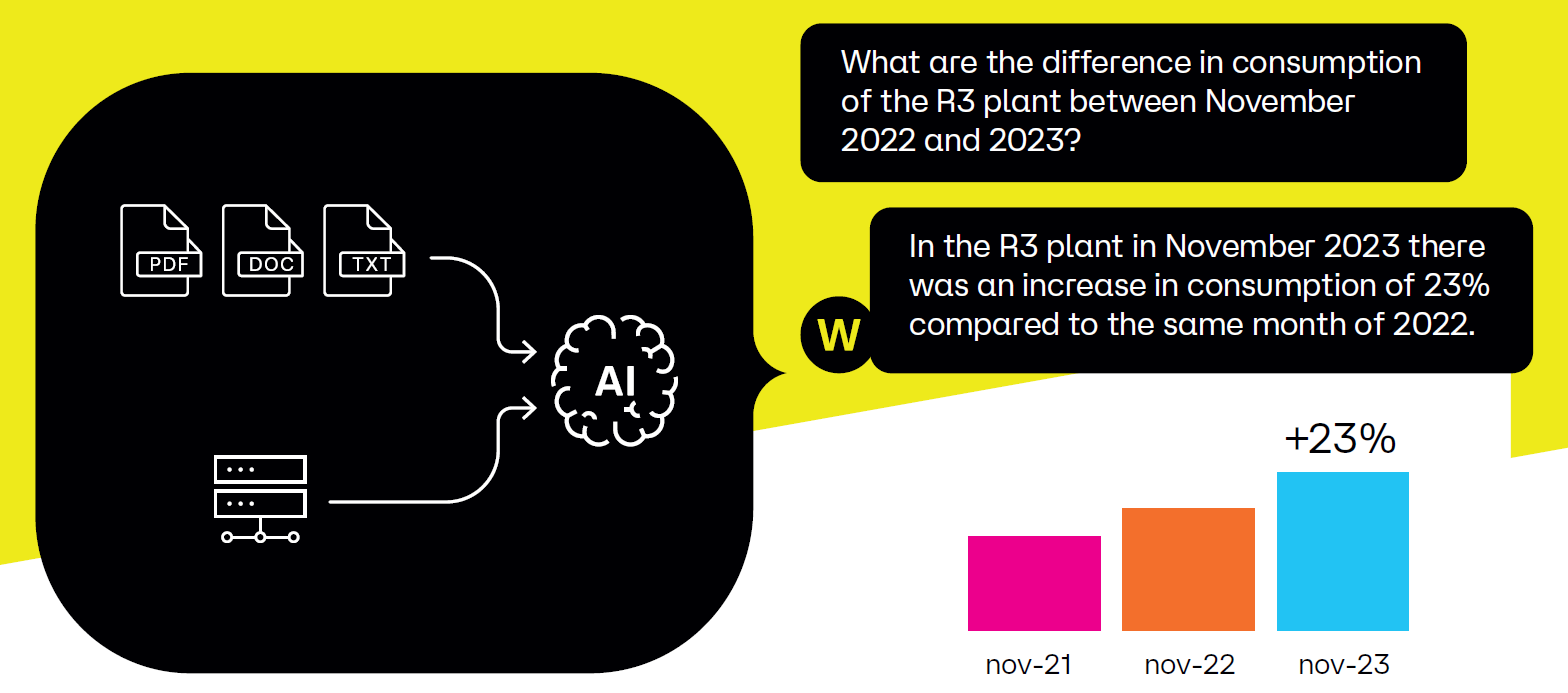 What are the difference in consumption
of the R3 plant between November
2022 and 2023?
In the R3 plant in November 2023 there
was an increase in consumption of 23%
compared to the same month of 2022.
W
PDF DOC TXT
AI
+23%
nov-21 nov-22 nov-23